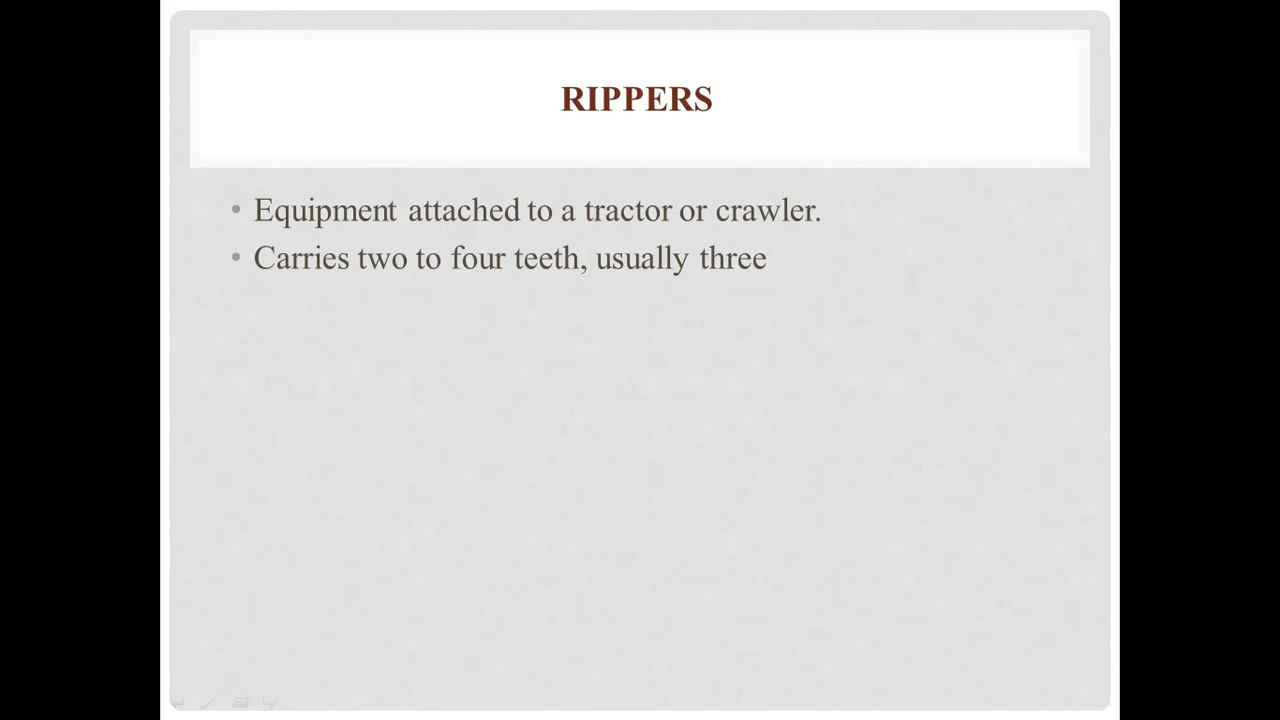 RIPPERS
• Equipment attached to a tractor or crawler.
• Carries two to four teeth, usually three